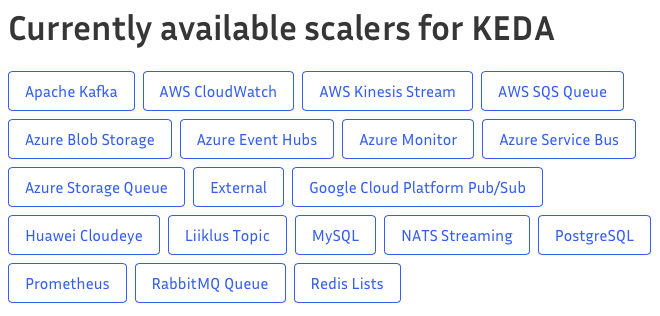 Currently available scalers for KEDA
Apache Kafka AWS CloudWatch AWS Kinesis Stream AWS SQS Queue
Azure Blob Storage Azure Event Hubs Azure Monitor Azure Service Bus
Azure Storage Queue External Google Cloud Platform Pub/Sub
Huawei Cloudeye Liiklus Topic MySQL NATS Streaming PostgreSQL
Prometheus RabbitMQ Queue Redis Lists